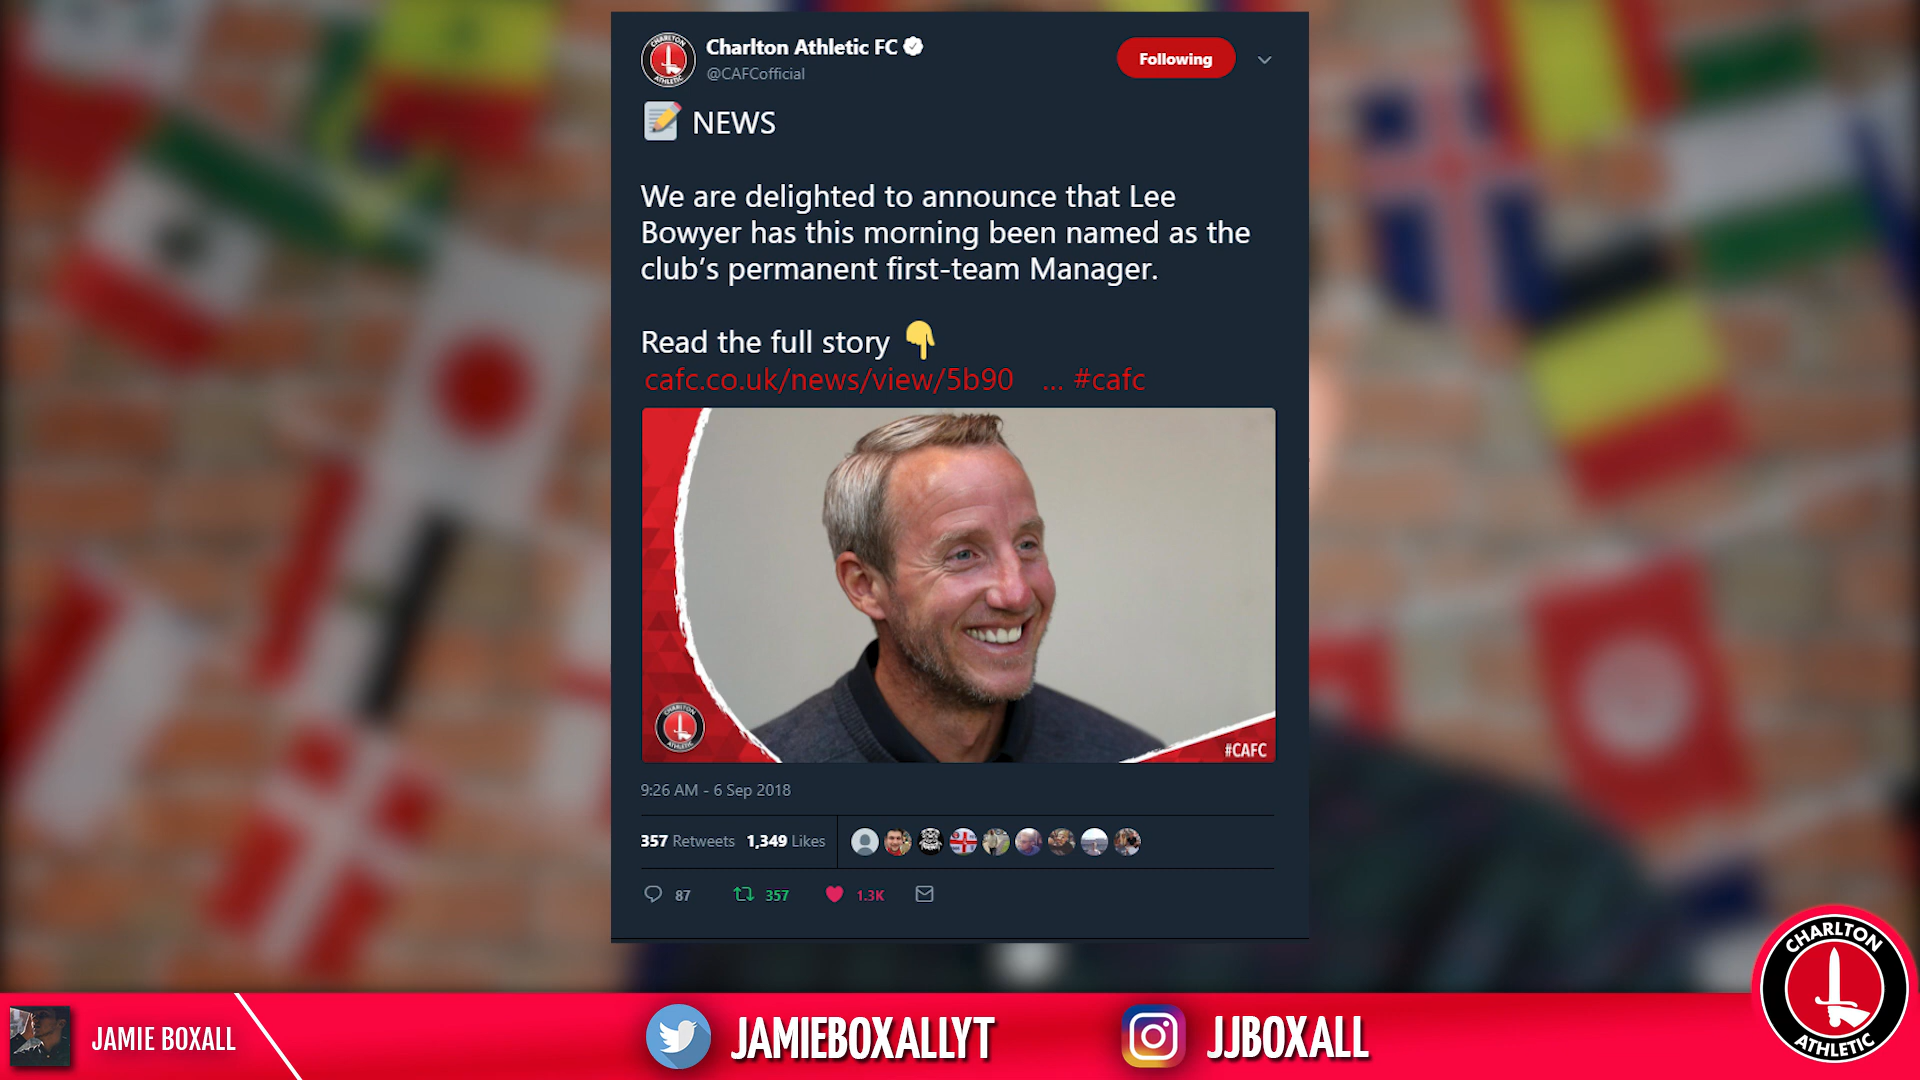 Charlton Athletic FC
@CAFCofficial
Following
NEWS
We are delighted to announce that Lee
Bowyer has this morning been named as the
club's permanent first-team Manager.
Read the full story
cafc.co.uk/news/view/5b90 ... #cafc
CHARLTON
ATHLETIC
#CAFC
9:26 AM - 6 Sep 2018
357 Retweets 1,349 Likes
87 357 1.3K
JAMIE BOXALL
JAMIEBOXALLYT
JJBOXALL
CHARLTON
ATHLETIC